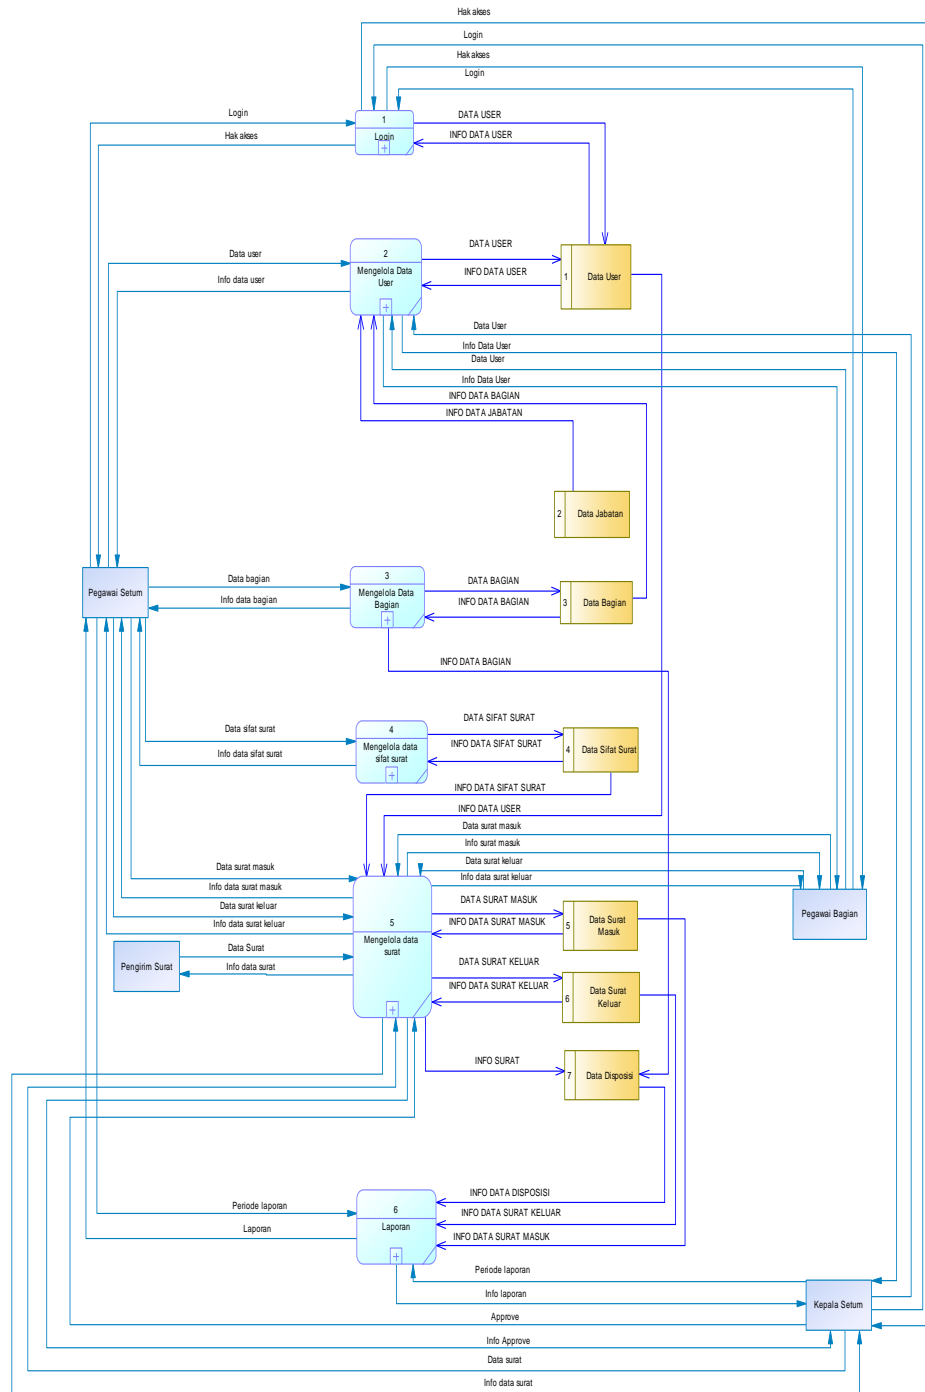 Hak akses
Login
Hak akses
Login
Login
DATA USER
1
Hak akses
INFO DATA USER
Login
Data user
DATA USER
2
Mengelola Data
User
INFO DATA USER
1
Data User
Info data user
Data User
Info Data User
Data User
Info Data User
INFO DATA BAGIAN
INFO DATA JABATAN
2
Data Jabatan
Pegawai Setum
Data bagian
3
Mengelola Data
Bagian
DATA BAGIAN
Info data bagian
INFO DATA BAGIAN
3
Data Bagian
INFO DATA BAGIAN
Data sifat surat
4
Mengelola data
sifat surat
DATA SIFAT SURAT
Info data sifat surat
INFO DATA SIFAT SURAT
4
Data Sifat Surat
INFO DATA SIFAT SURAT
INFO DATA USER
Data surat masuk
Info surat masuk
Data surat keluar
Info data surat keluar
Data surat masuk
Info data surat masuk
Data surat keluar
Info data surat keluar
5
Mengelola data
surat
DATA SURAT MASUK
INFO DATA SURAT MASUK
5
Data Surat
Masuk
Pegawai Bagian
Pengirim Surat
Data Surat
Info data surat
DATA SURAT KELUAR
INFO DATA SURAT KELUAR
6
Data Surat
Keluar
INFO SURAT
7
Data Disposisi
INFO DATA DISPOSISI
Periode laporan
6
Laporan
INFO DATA SURAT KELUAR
Laporan
INFO DATA SURAT MASUK
Periode laporan
Info laporan
Kepala Setum
Approve
Info Approve
Data surat
Info data surat